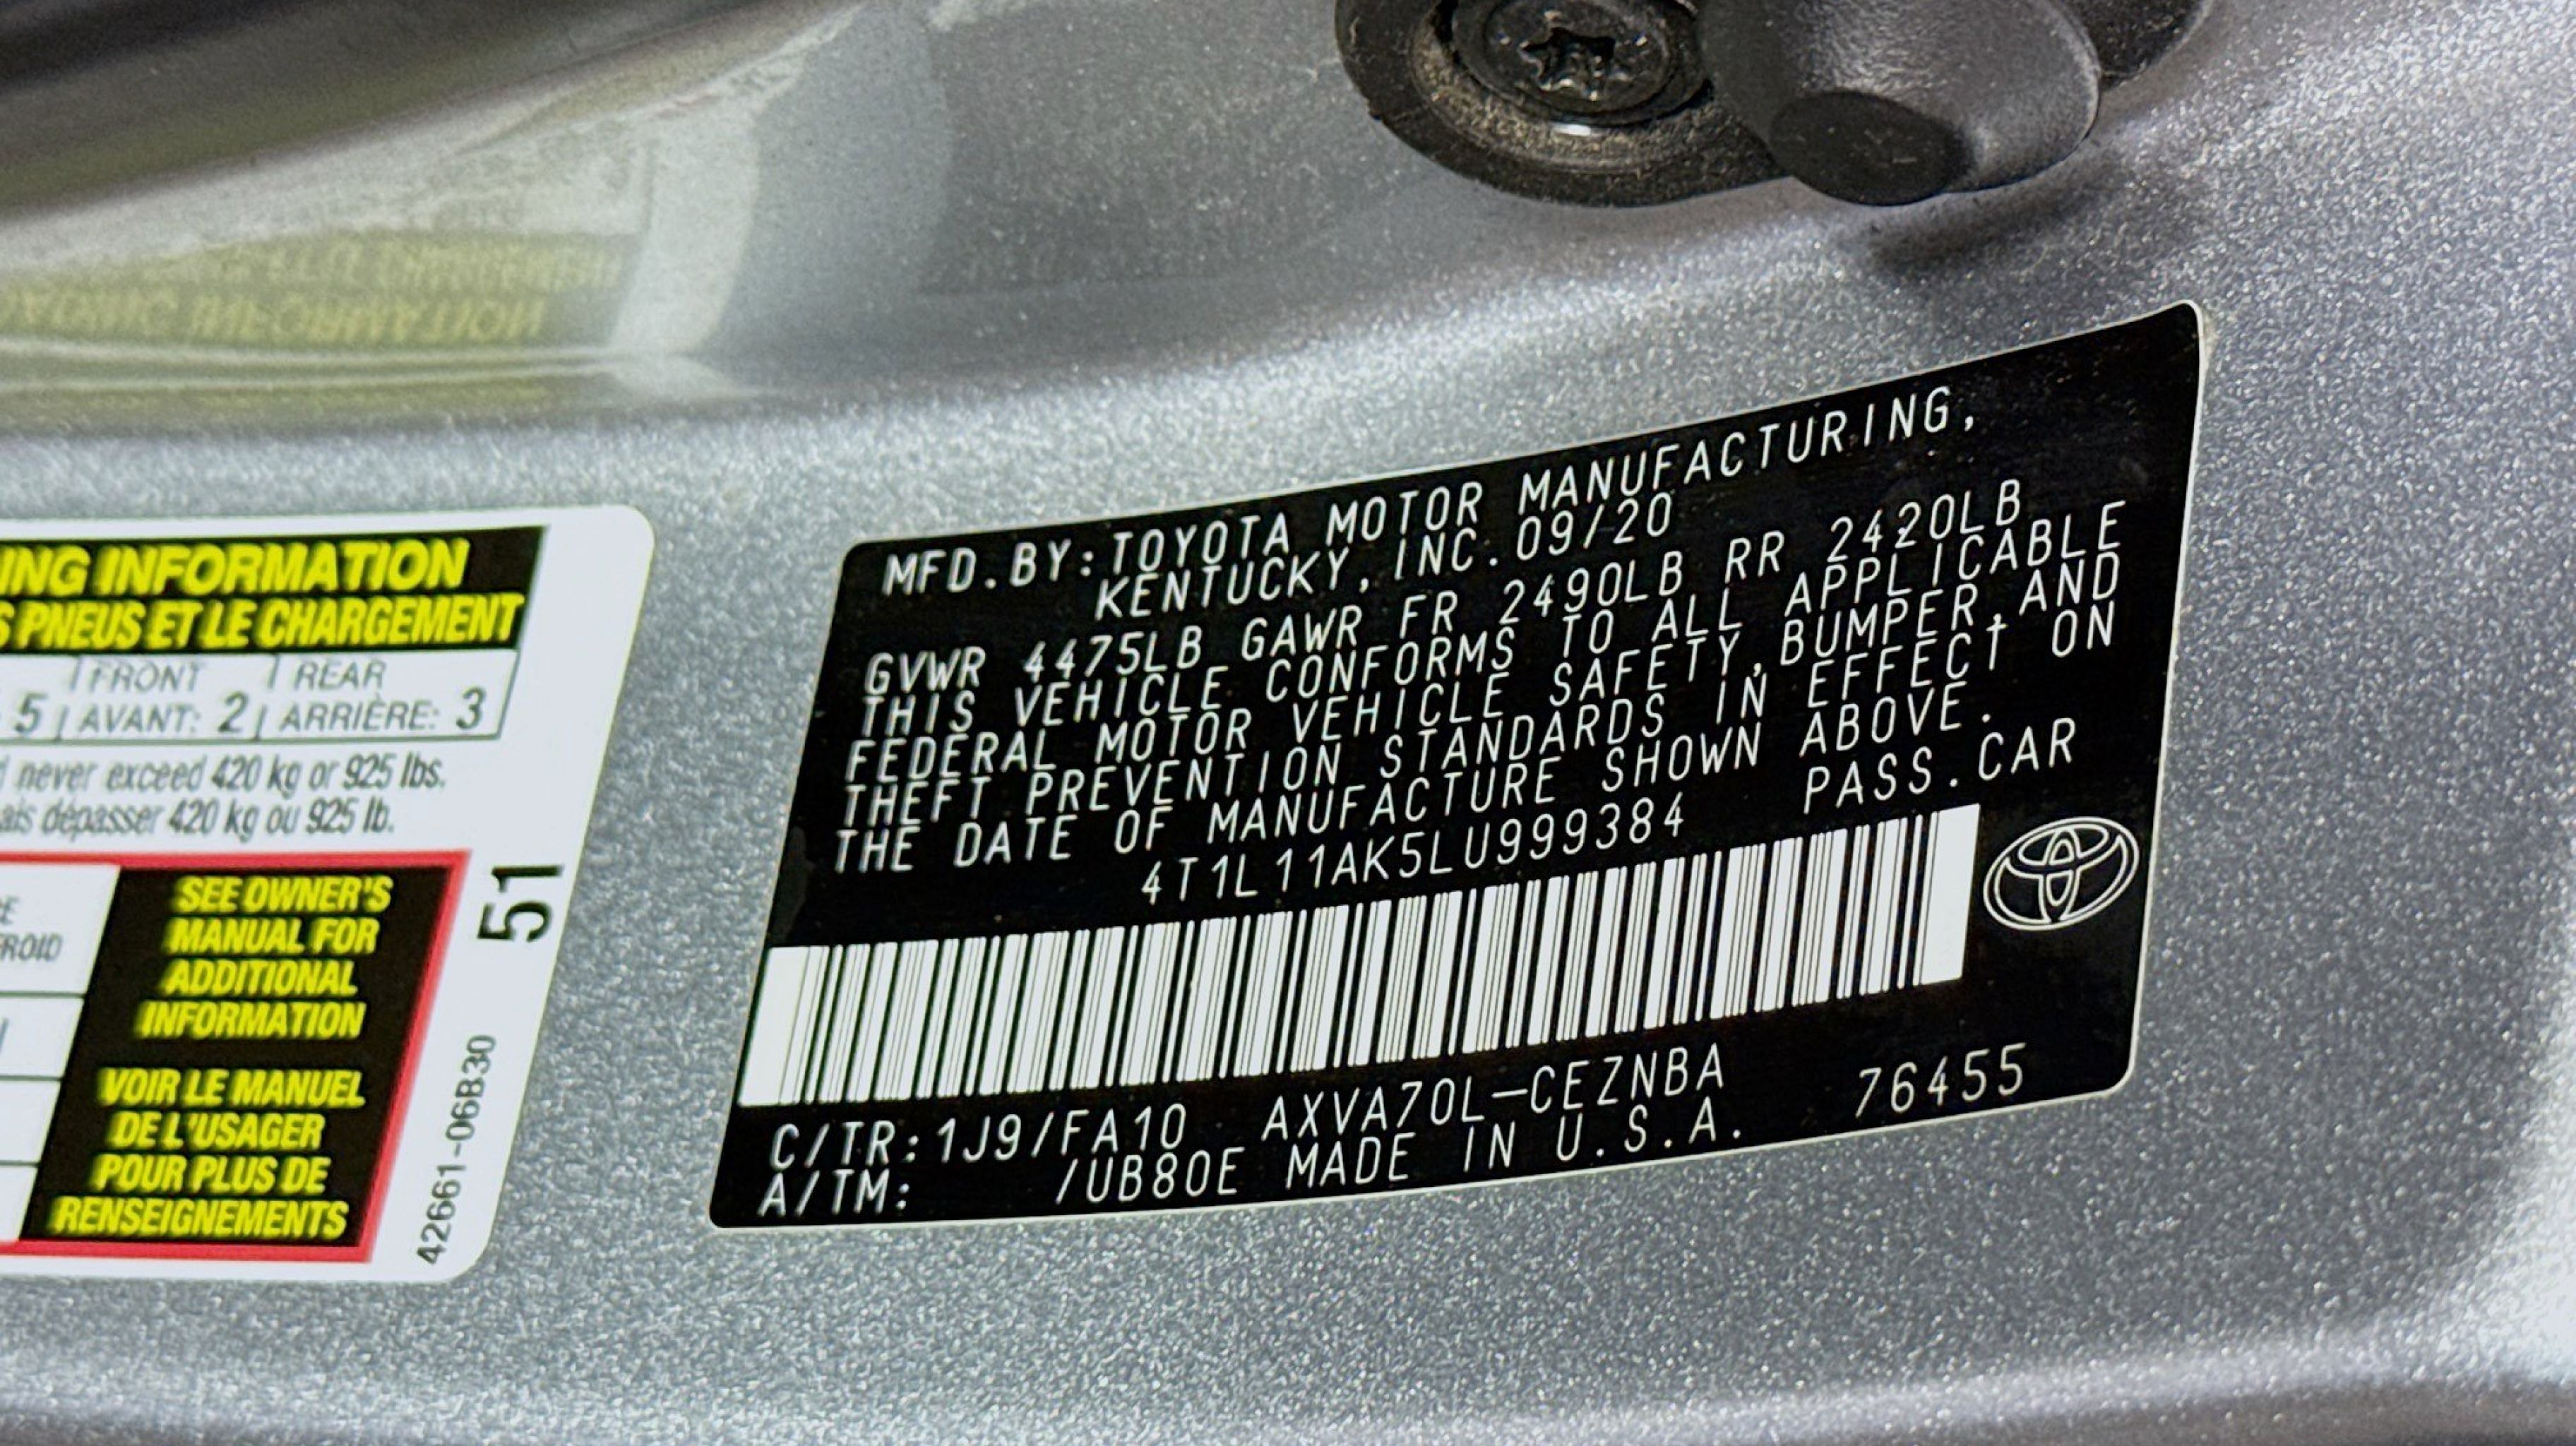 ING INFORMATION
S PNEUS ET LE CHARGEMENT
FRONT REAR
5 AVANT: 2 ARRIÈRE: 3
never exceed 420 kg or 925 lbs.
ais dépasser 420 kg ou 925 lb.
ROID
SEE OWNER'S
MANUAL FOR
ADDITIONAL
INFORMATION
VOIR LE MANUEL
DE L'USAGER
POUR PLUS DE
RENSEIGNEMENTS
51
42661-06B30
MFD.BY:TOYOTA MOTOR MANUFACTURING,
KENTUCKY, INC. 09/20
GVWR 4475LB GAWR FR 2490LB RR 2420LB
THIS VEHICLE CONFORMS TO ALL APPLICABLE
FEDERAL MOTOR VEHICLE SAFETY,BUMPER,AND
THEFT PREVENTION STANDARDS IN EFFECT ON
THE DATE OF MANUFACTURE SHOWN ABOVE.
4T1L11AK5LU999384 PASS.CAR
C/TR:1J9/FA10 AXVA70L-CEZNBA 76455
A/TM: /UB80E MADE IN U.S.A.